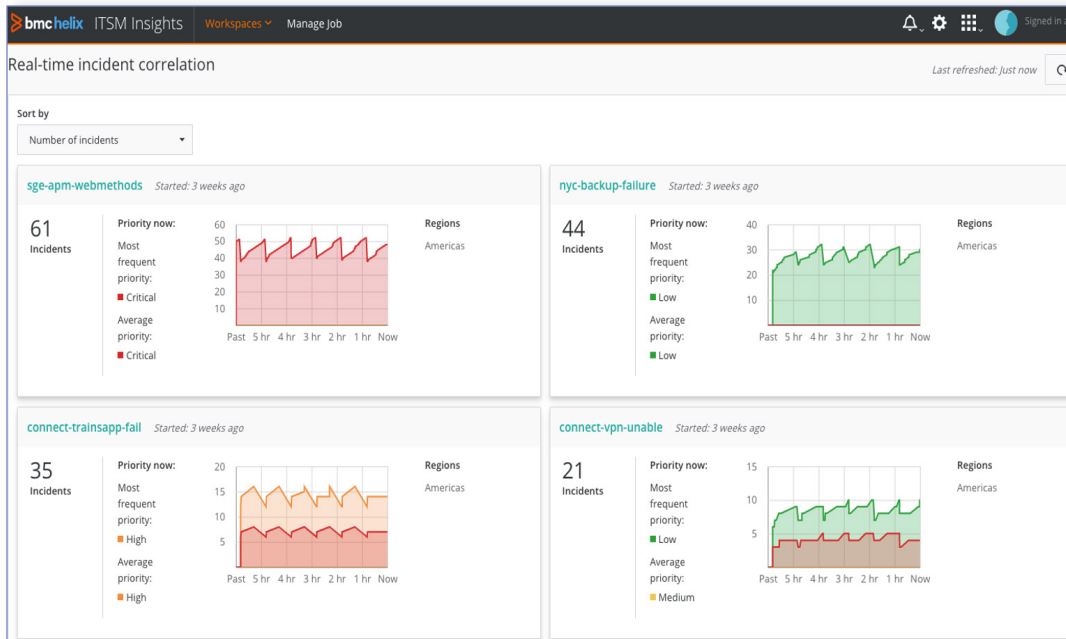 bmchelix ITSM Insights Workspaces Manage Job Signed in a
Real-time incident correlation
Last refreshed: Just now
Sort by
Number of incidents
sge-apm-webmethods Started: 3 weeks ago
61
Incidents
Priority now:
Most
frequent
priority:
Critical
Average
priority:
Critical
60
50
40
30
20
10
Past 5 hr 4 hr 3 hr 2 hr 1 hr Now
Regions
Americas
nyc-backup-failure Started: 3 weeks ago
44
Incidents
Priority now:
Most
frequent
priority:
Low
Average
priority:
Low
40
30
20
10
Past 5 hr 4 hr 3 hr 2 hr 1 hr Now
Regions
Americas
connect-trainsapp-fail Started: 3 weeks ago
35
Incidents
Priority now:
Most
frequent
priority:
High
Average
priority:
High
20
15
10
5
Past 5 hr 4 hr 3 hr 2 hr 1 hr Now
Regions
Americas
connect-vpn-unable Started: 3 weeks ago
21
Incidents
Priority now:
Most
frequent
priority:
Low
Average
priority:
Medium
15
10
5
Past 5 hr 4 hr 3 hr 2 hr 1 hr Now
Regions
Americas